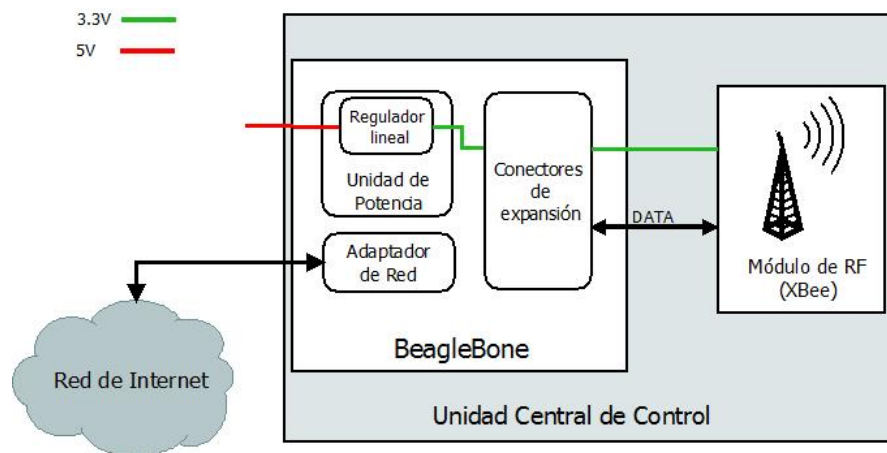 3.3V
5V
Regulador
lineal
Unidad de
Potencia
Conectores
de
expansión
DATA
Adaptador
de Red
Módulo de RF
(XBee)
BeagleBone
Red de Internet
Unidad Central de Control